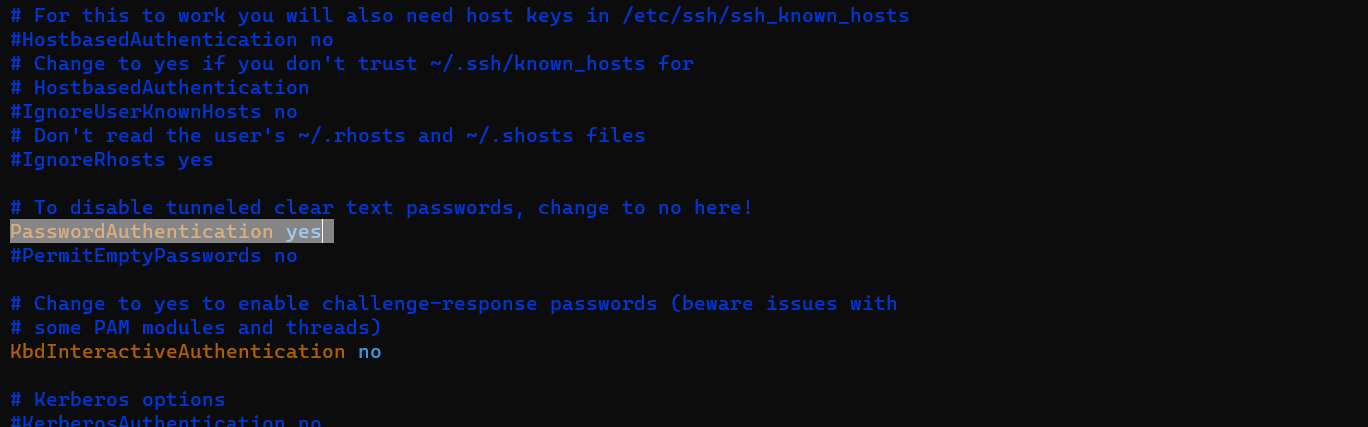 # For this to work you will also need host keys in /etc/ssh/ssh_known_hosts
#HostbasedAuthentication no
# Change to yes if you don't trust ~/.ssh/known_hosts for
# HostbasedAuthentication
#IgnoreUserKnownHosts no
# Don't read the user's ~/.rhosts and ~/.shosts files
#IgnoreRhosts yes
# To disable tunneled clear text passwords, change to no here!
PasswordAuthentication yes
#PermitEmptyPasswords no
# Change to yes to enable challenge-response passwords (beware issues with
# some PAM modules and threads)
KbdInteractiveAuthentication no
# Kerberos options
#KerberosAuthentication no